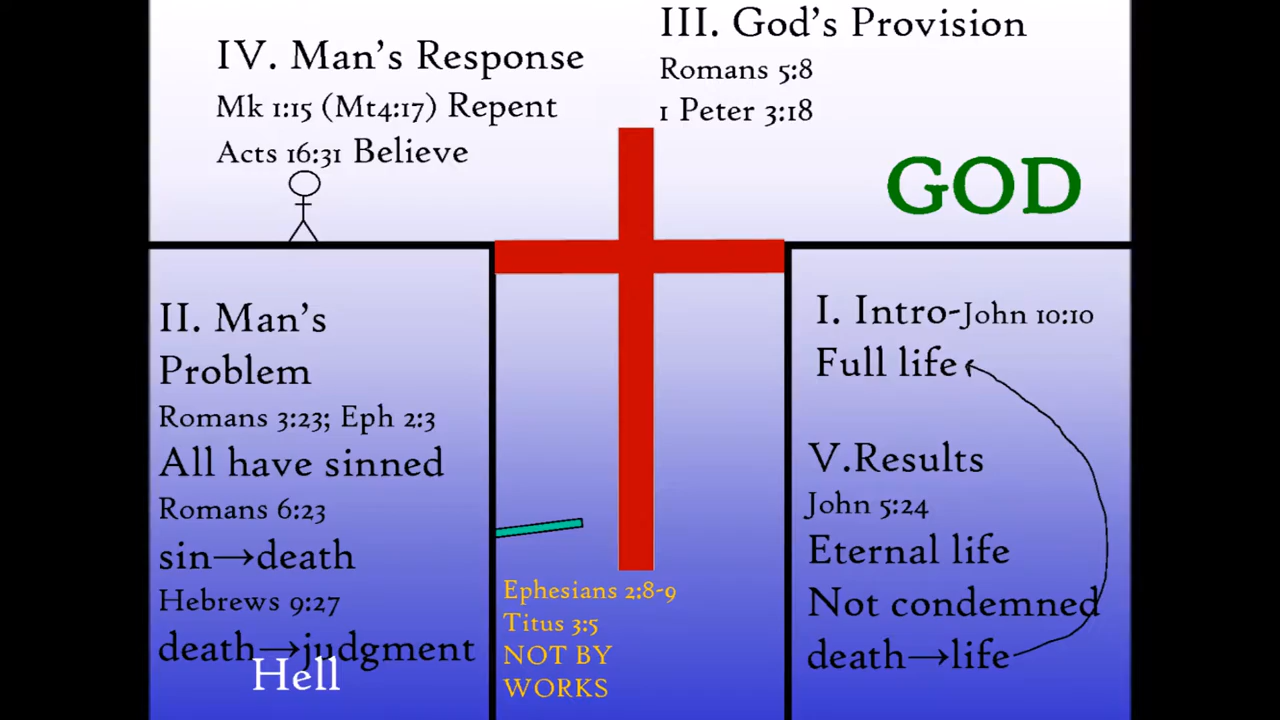 IV. Man's Response
Mk 1:15 (Mt4:17) Repent
Acts 16:31 Believe
III. God's Provision
Romans 5:8
1 Peter 3:18
GOD
II. Man's
Problem
Romans 3:23; Eph 2:3
All have sinned
Romans 6:23
sin→death
Hebrews 9:27
death→judgment
Hell
Ephesians 2:8-9
Titus 3:5
NOT BY
WORKS
I. Intro-John 10:10
Full life
V.Results
John 5:24
Eternal life
Not condemned
death→life